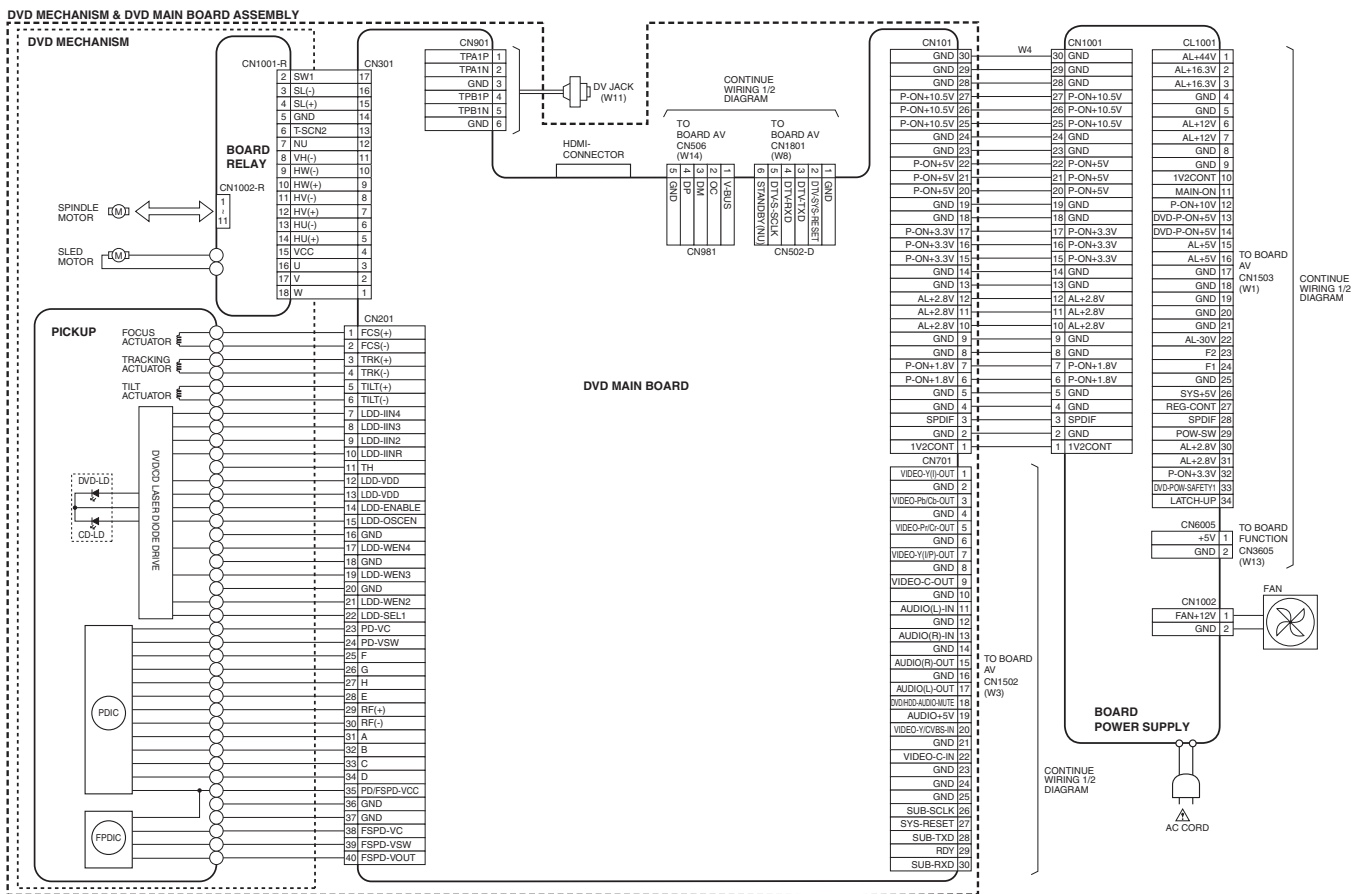 DVD MECHANISM & DVD MAIN BOARD ASSEMBLY
DVD MECHANISM
CN1001-R
2 SW1
3 SL(-)
4 SL(+)
5 GND
6 T-SCN2
7 NU
8 VH(-)
9 HW(-)
10 HW(+)
11 HV(-)
12 HV(+)
13 HU(-)
14 HU(+)
15 VCC
16 U
17 V
18 W
BOARD
RELAY
CN1002-R
1
-
11
SPINDLE
MOTOR
M
SLED
MOTOR
M
CN301
17
16
15
14
13
12
11
10
9
8
7
6
5
4
3
2
1
CN901
TPA1P 1
TPA1N 2
GND 3
TPB1P 4
TPB1N 5
GND 6
DV JACK
(W11)
HDMI-
CONNECTOR
CONTINUE
WIRING 1/2
DIAGRAM
TO
BOARD AV
CN506
(W14)
5 GND
4 DP
3 DM
2 OC
1 V-BUS
CN981
TO
BOARD AV
CN1801
(W8)
6 STANDBY(NU)
5 DTV-S-SCLK
4 DTV-RXD
3 DTV-TXD
2 DTV-SYS-RESET
1 GND
CN502-D
PICKUP
FOCUS
ACTUATOR
TRACKING
ACTUATOR
TILT
ACTUATOR
DVD/CD LASER DIODE DRIVE
DVD-LD
CD-LD
PDIC
FPDIC
CN201
1 FCS(+)
2 FCS(-)
3 TRK(+)
4 TRK(-)
5 TILT(+)
6 TILT(-)
7 LDD-IIN4
8 LDD-IIN3
9 LDD-IIN2
10 LDD-IINR
11 TH
12 LDD-VDD
13 LDD-VDD
14 LDD-ENABLE
15 LDD-OSCEN
16 GND
17 LDD-WEN4
18 GND
19 LDD-WEN3
20 GND
21 LDD-WEN2
22 LDD-SEL1
23 PD-VC
24 PD-VSW
25 F
26 G
27 H
28 E
29 RF(+)
30 RF(-)
31 A
32 B
33 C
34 D
35 PD/FSPD-VCC
36 GND
37 GND
38 FSPD-VC
39 FSPD-VSW
40 FSPD-VOUT
DVD MAIN BOARD
CN101
GND 30
GND 29
GND 28
P-ON+10.5V 27
P-ON+10.5V 26
P-ON+10.5V 25
GND 24
GND 23
P-ON+5V 22
P-ON+5V 21
P-ON+5V 20
GND 19
GND 18
P-ON+3.3V 17
P-ON+3.3V 16
P-ON+3.3V 15
GND 14
GND 13
AL+2.8V 12
AL+2.8V 11
AL+2.8V 10
GND 9
GND 8
P-ON+1.8V 7
P-ON+1.8V 6
GND 5
GND 4
SPDIF 3
GND 2
1V2CONT 1
CN701
VIDEO-Y(I)-OUT 1
GND 2
VIDEO-Pb/Cb-OUT 3
GND 4
VIDEO-Pr/Cr-OUT 5
GND 6
VIDEO-Y(I/P)-OUT 7
GND 8
VIDEO-C-OUT 9
GND 10
AUDIO(L)-IN 11
GND 12
AUDIO(R)-IN 13
GND 14
AUDIO(R)-OUT 15
GND 16
AUDIO(L)-OUT 17
DVD/HDD-AUDIO-MUTE 18
AUDIO+5V 19
VIDEO-Y/CVBS-IN 20
GND 21
VIDEO-C-IN 22
GND 23
GND 24
GND 25
SUB-SCLK 26
SYS-RESET 27
SUB-TXD 28
RDY 29
SUB-RXD 30
TO BOARD
AV
CN1502
(W3)
CONTINUE
WIRING 1/2
DIAGRAM
W4
CN1001
30 GND
29 GND
28 GND
27 P-ON+10.5V
26 P-ON+10.5V
25 P-ON+10.5V
24 GND
23 GND
22 P-ON+5V
21 P-ON+5V
20 P-ON+5V
19 GND
18 GND
17 P-ON+3.3V
16 P-ON+3.3V
15 P-ON+3.3V
14 GND
13 GND
12 AL+2.8V
11 AL+2.8V
10 AL+2.8V
9 GND
8 GND
7 P-ON+1.8V
6 P-ON+1.8V
5 GND
4 GND
3 SPDIF
2 GND
1 1V2CONT
CL1001
AL+44V 1
AL+16.3V 2
AL+16.3V 3
GND 4
GND 5
AL+12V 6
AL+12V 7
GND 8
GND 9
1V2CONT 10
MAIN-ON 11
P-ON+10V 12
DVD-P-ON+5V 13
DVD-P-ON+5V 14
AL+5V 15
AL+5V 16
GND 17
GND 18
GND 19
GND 20
GND 21
AL-30V 22
F2 23
F1 24
GND 25
SYS+5V 26
REG-CONT 27
SPDIF 28
POW-SW 29
AL+2.8V 30
AL+2.8V 31
P-ON+3.3V 32
DVD-POW-SAFETY1 33
LATCH-UP 34
TO BOARD
AV
CN1503
(W1)
CONTINUE
WIRING 1/2
DIAGRAM
CN6005
+5V 1
GND 2
TO BOARD
FUNCTION
CN3605
(W13)
CN1002
FAN+12V 1
GND 2
FAN
BOARD
POWER SUPPLY
AC CORD